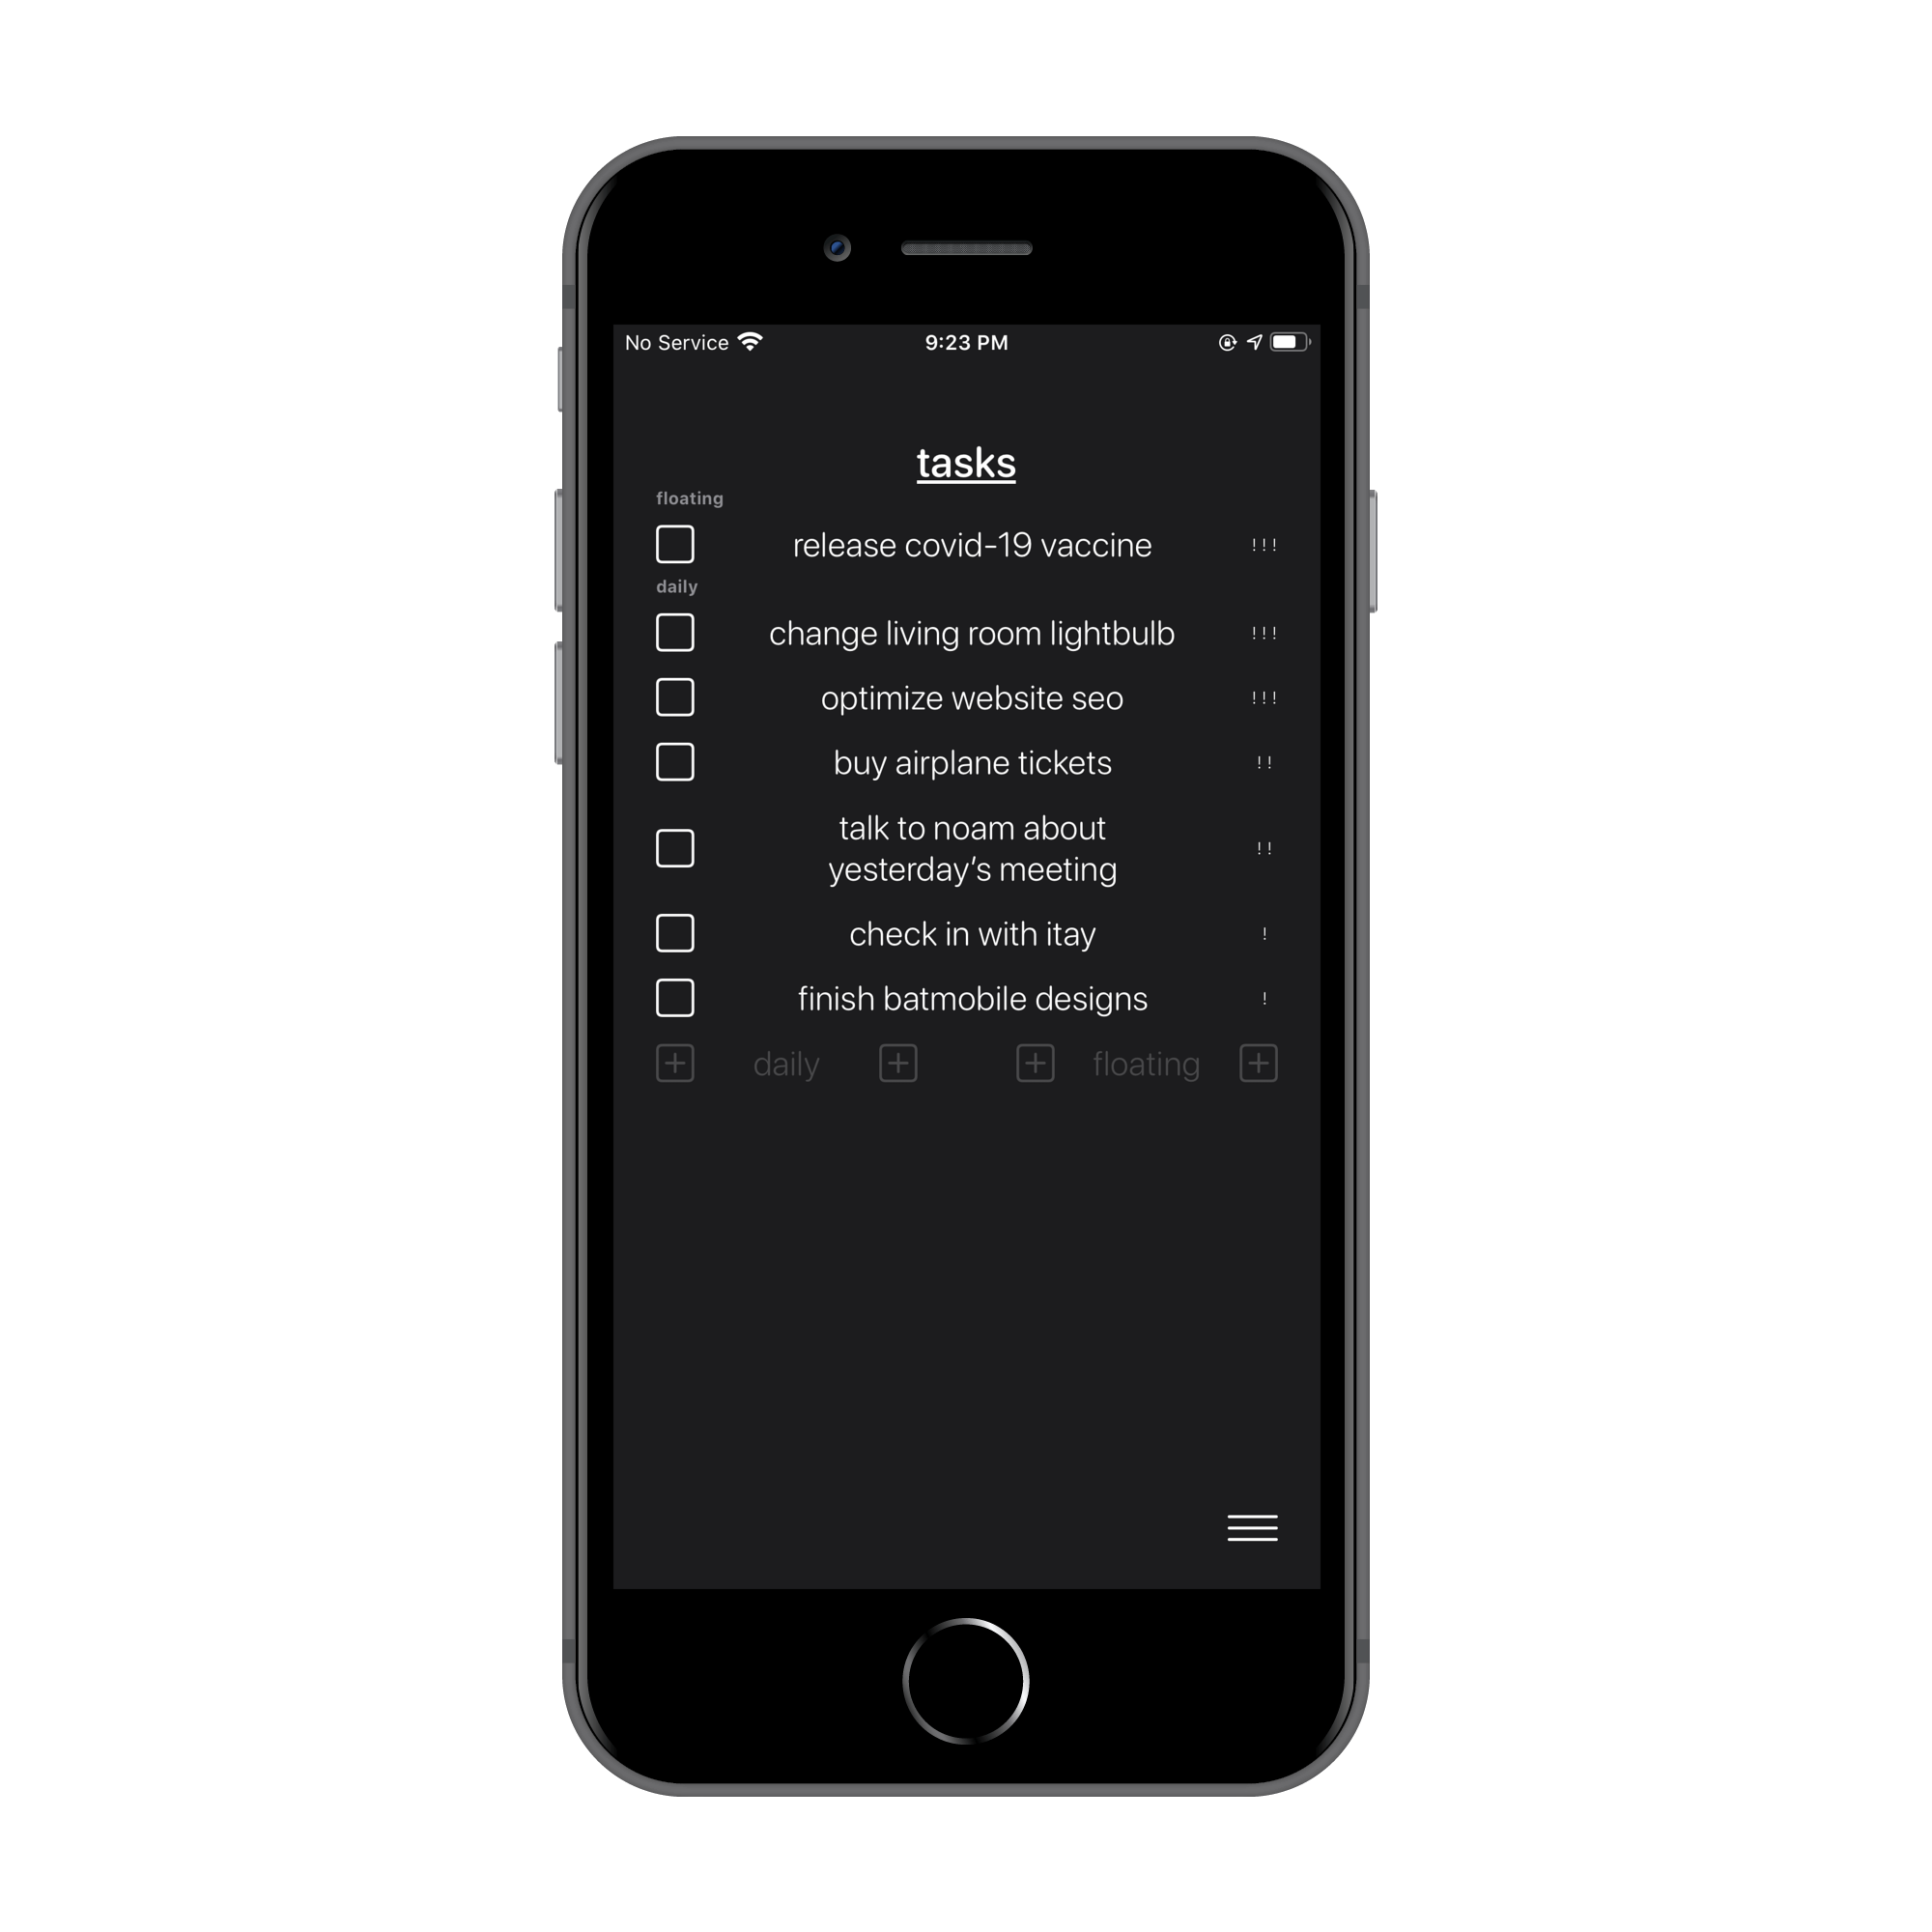 No Service 9:23 PM
tasks
floating
release covid-19 vaccine !!!
daily
change living room lightbulb !!!
optimize website seo !!!
buy airplane tickets !!
talk to noam about
yesterday's meeting !!
check in with itay !
finish batmobile designs !
+ daily + + floating +